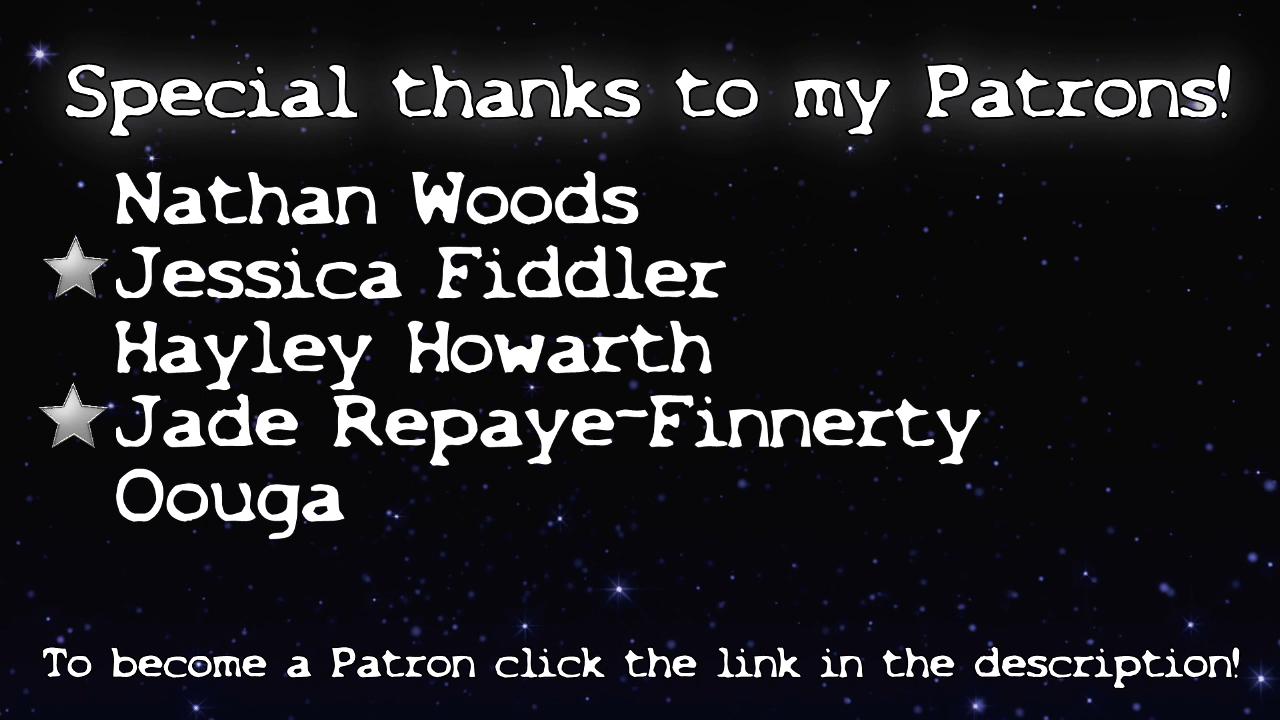 Special thanks to my Patrons!
Nathan Woods
Jessica Fiddler
Hayley Howarth
Jade Repaye-Finnerty
Oouga
To become a Patron click the link in the description!